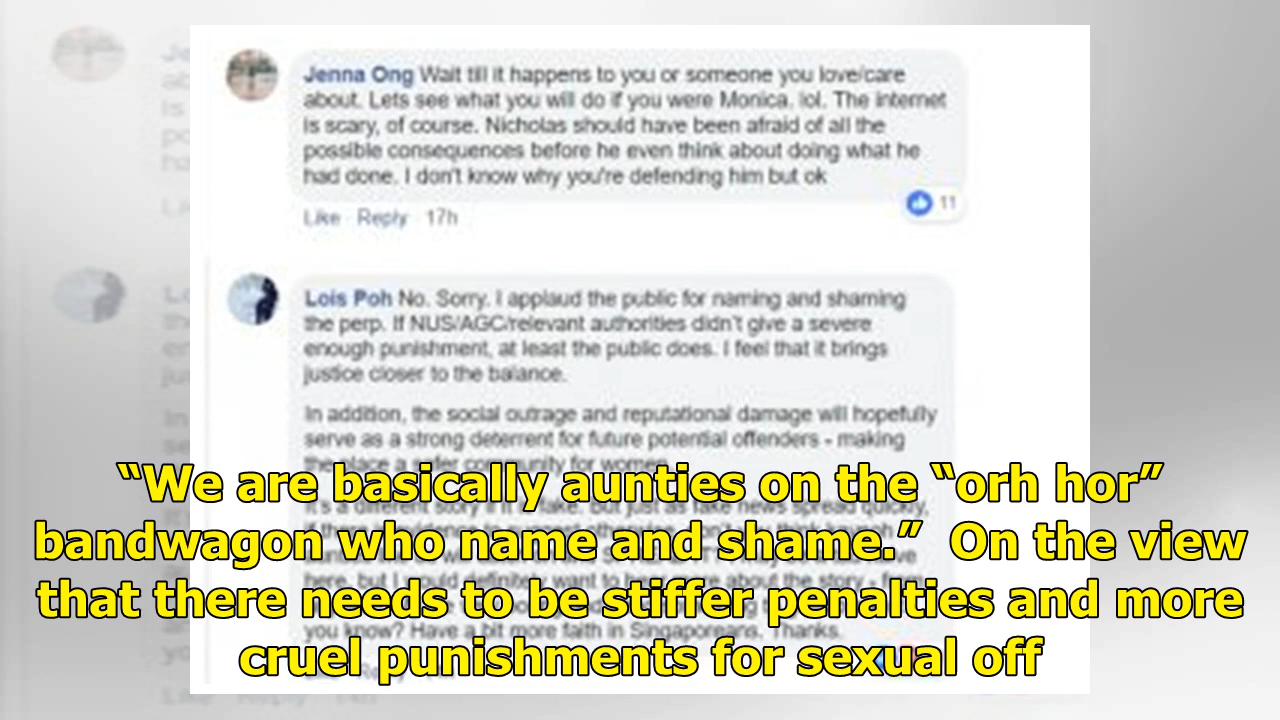 Jenna Ong Wait till it happens to you or someone you love/care
about. Lets see what you will do if you were Monica. lol. The internet
is scary, of course. Nicholas should have been afraid of all the
possible consequences before he even think about doing what he
had done. I don't know why you're defending him but ok
11
Like Reply 17h
Lois Poh No. Sorry. I applaud the public for naming and shaming
the perp. If NUS/AGC/relevant authorities didn't give a severe
enough punishment, at least the public does. I feel that it brings
justice closer to the balance.
In addition, the social outrage and reputational damage will hopefully
serve as a strong deterrent for future potential offenders - making
the place a safer community for women.
“We are basically aunties on the “orh hor”
bandwagon who name and shame.” On the view
that there needs to be stiffer penalties and more
you know? Have a bit more faith in Singaporeans. Thanks.
cruel punishments for sexual off